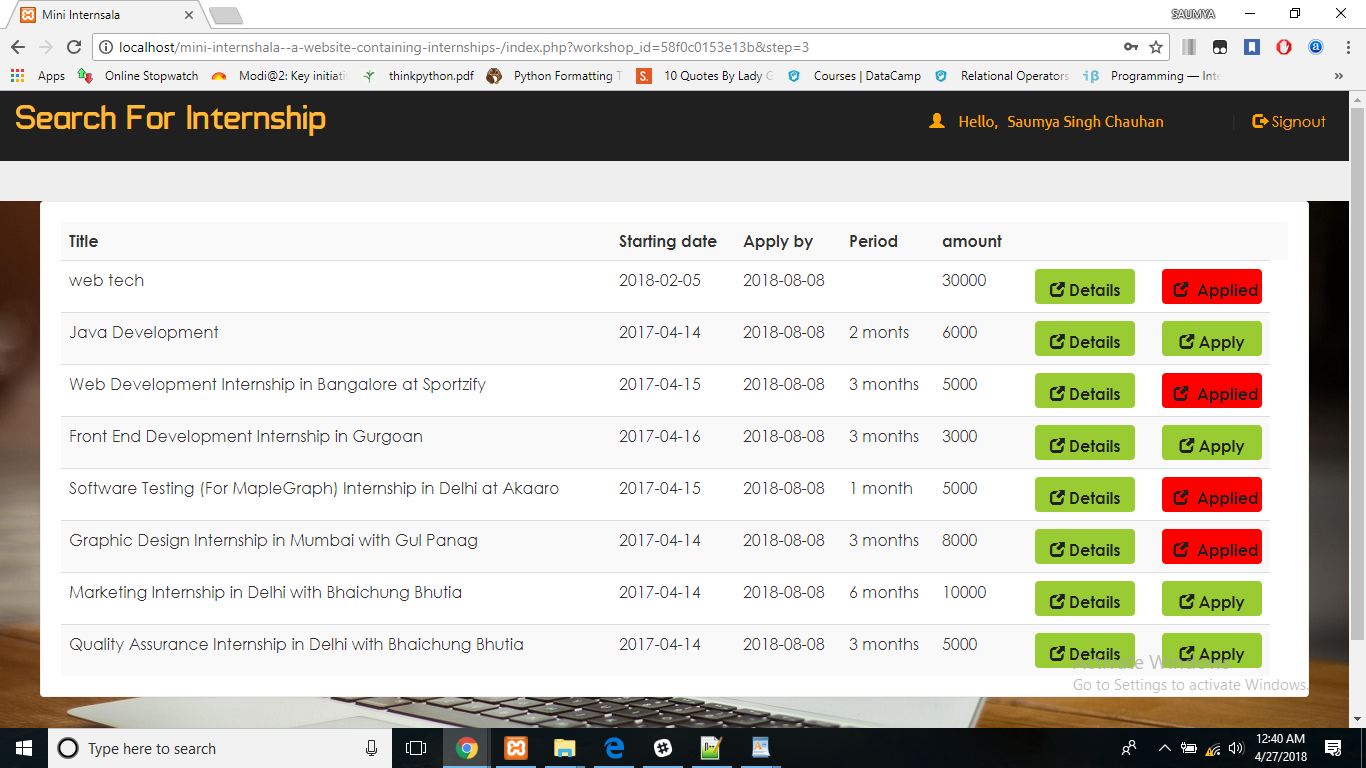 Mini Internsala
SAUMYA
localhost/mini-internshala--a-website-containing-internships-/index.php?workshop_id=58f0c0153e13b&step=3
Apps Online Stopwatch Modi@2: Key initiati thinkpython.pdf Python Formatting T S. 10 Quotes By Lady G Courses | DataCamp Relational Operators Programming — Inte »
Search For Internship Hello, Saumya Singh Chauhan Signout
Title Starting date Apply by Period amount
web tech 2018-02-05 2018-08-08 30000 Details Applied
Java Development 2017-04-14 2018-08-08 2 monts 6000 Details Apply
Web Development Internship in Bangalore at Sportzify 2017-04-15 2018-08-08 3 months 5000 Details Applied
Front End Development Internship in Gurgoan 2017-04-16 2018-08-08 3 months 3000 Details Apply
Software Testing (For MapleGraph) Internship in Delhi at Akaaro 2017-04-15 2018-08-08 1 month 5000 Details Applied
Graphic Design Internship in Mumbai with Gul Panag 2017-04-14 2018-08-08 3 months 8000 Details Applied
Marketing Internship in Delhi with Bhaichung Bhutia 2017-04-14 2018-08-08 6 months 10000 Details Apply
Quality Assurance Internship in Delhi with Bhaichung Bhutia 2017-04-14 2018-08-08 3 months 5000 Details Apply
Activate Windows
Go to Settings to activate Windows.
Type here to search
12:40 AM
4/27/2018